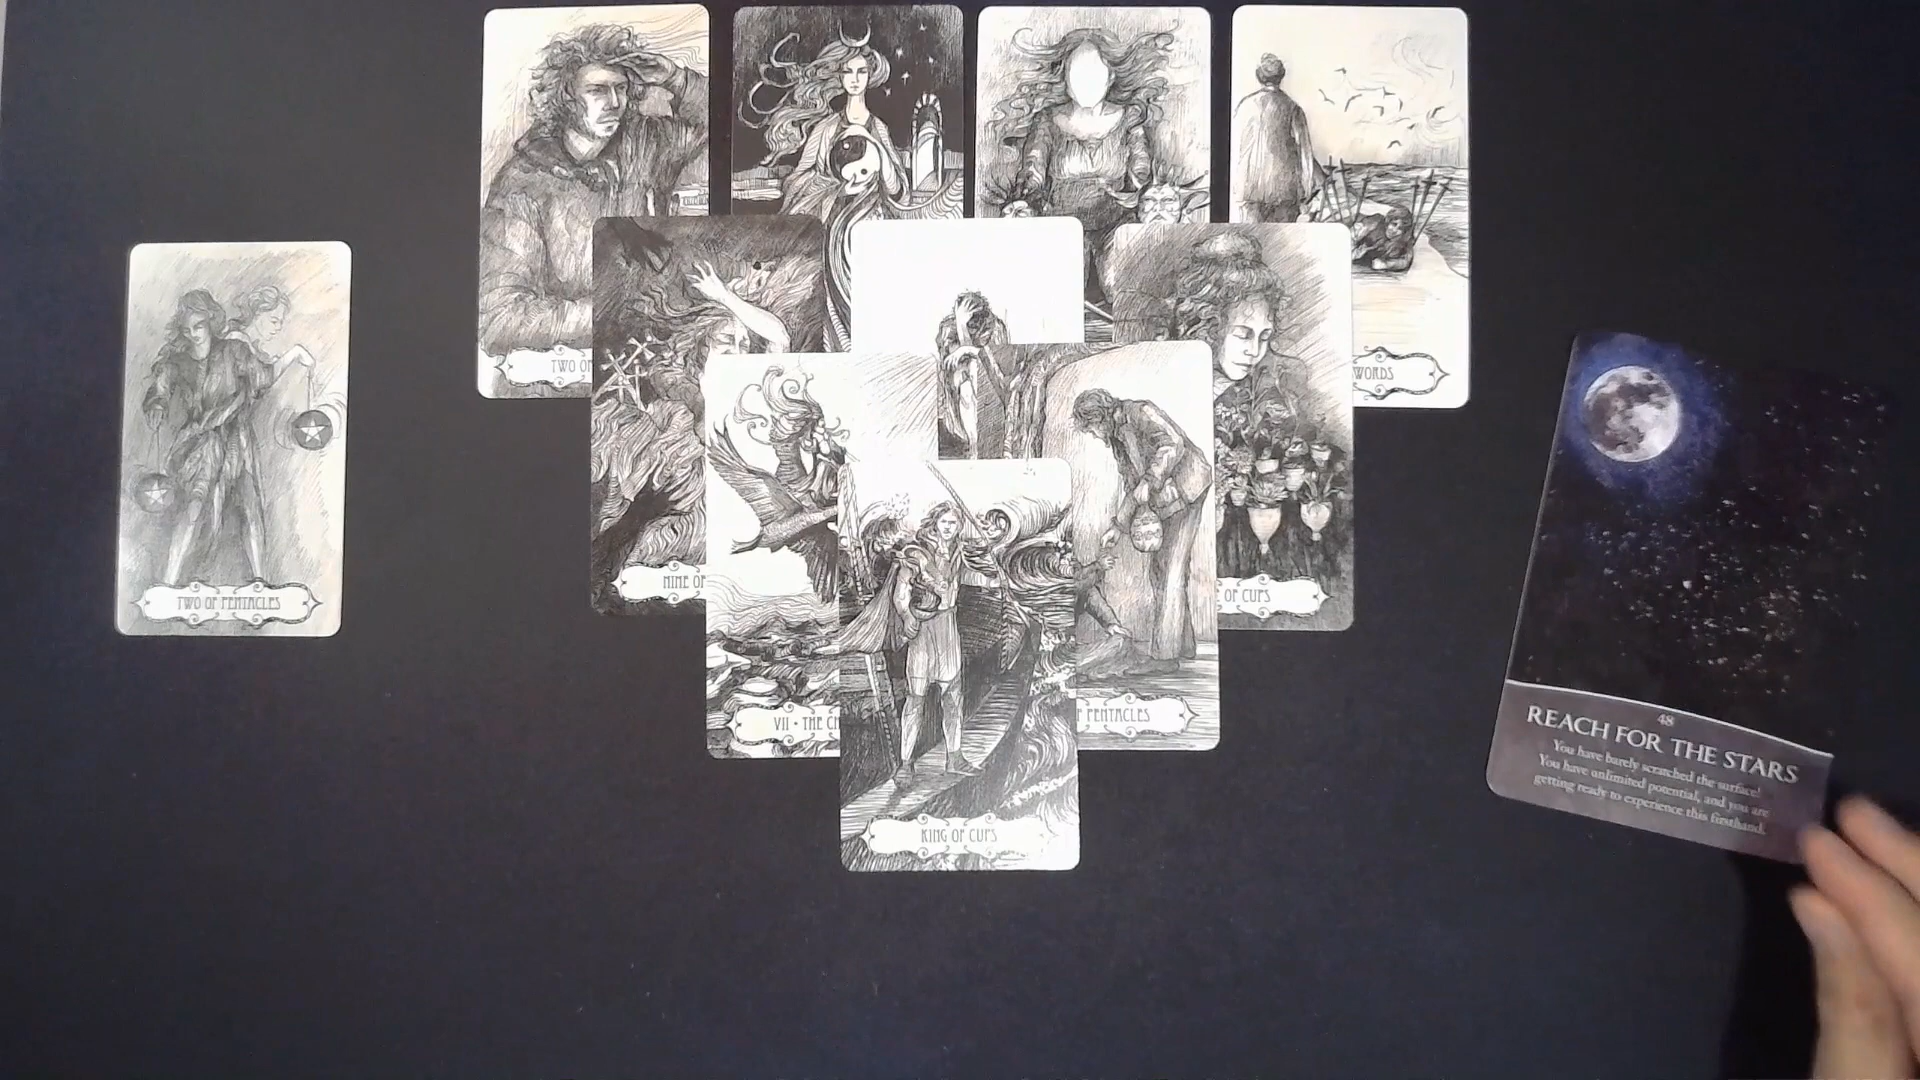 TWO OF
WORDS
NINE OF
OF CUPS
TWO OF PENTACLES
VII • THE CH
F PENTACLES
KING OF CUPS
48
REACH FOR THE STARS
You have barely scratched the surface!
You have unlimited potential, and you are
getting ready to experience this firsthand.